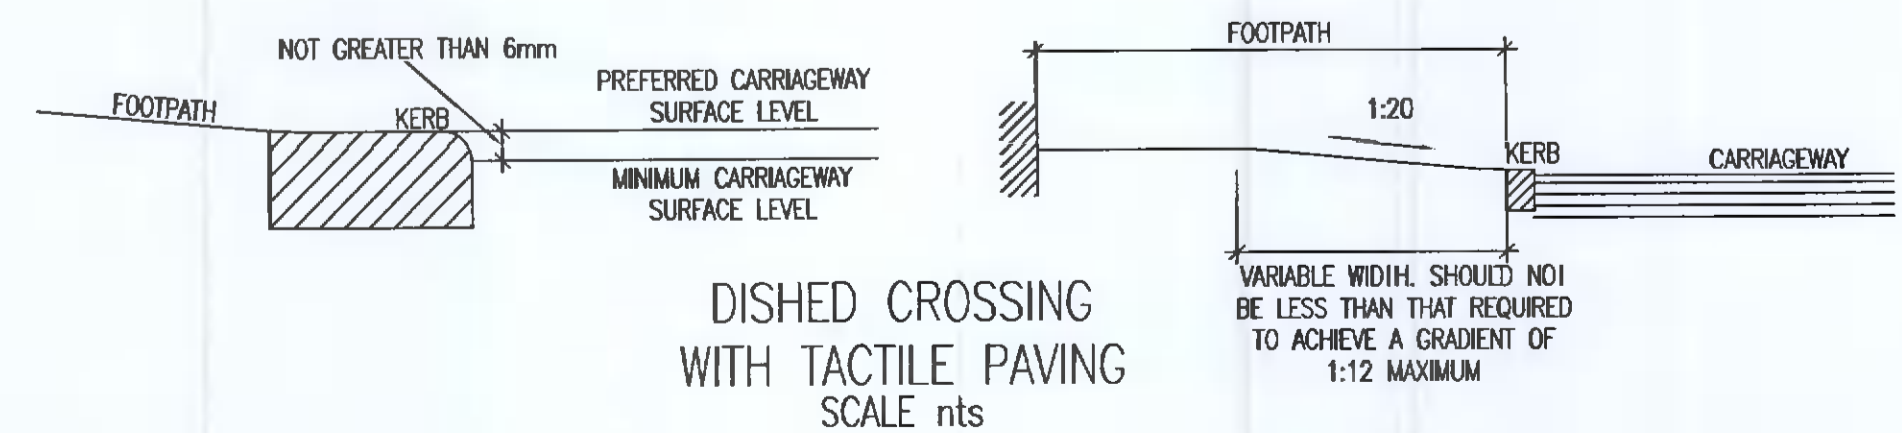 NOT GREATER THAN 6mm
FOOTPATH
KERB
PREFERRED CARRIAGEWAY
SURFACE LEVEL
MINIMUM CARRIAGEWAY
SURFACE LEVEL
FOOTPATH
1:20
KERB
CARRIAGEWAY
VARIABLE WIDTH. SHOULD NOT
BE LESS THAN THAT REQUIRED
TO ACHIEVE A GRADIENT OF
1:12 MAXIMUM
DISHED CROSSING
WITH TACTILE PAVING
SCALE nts